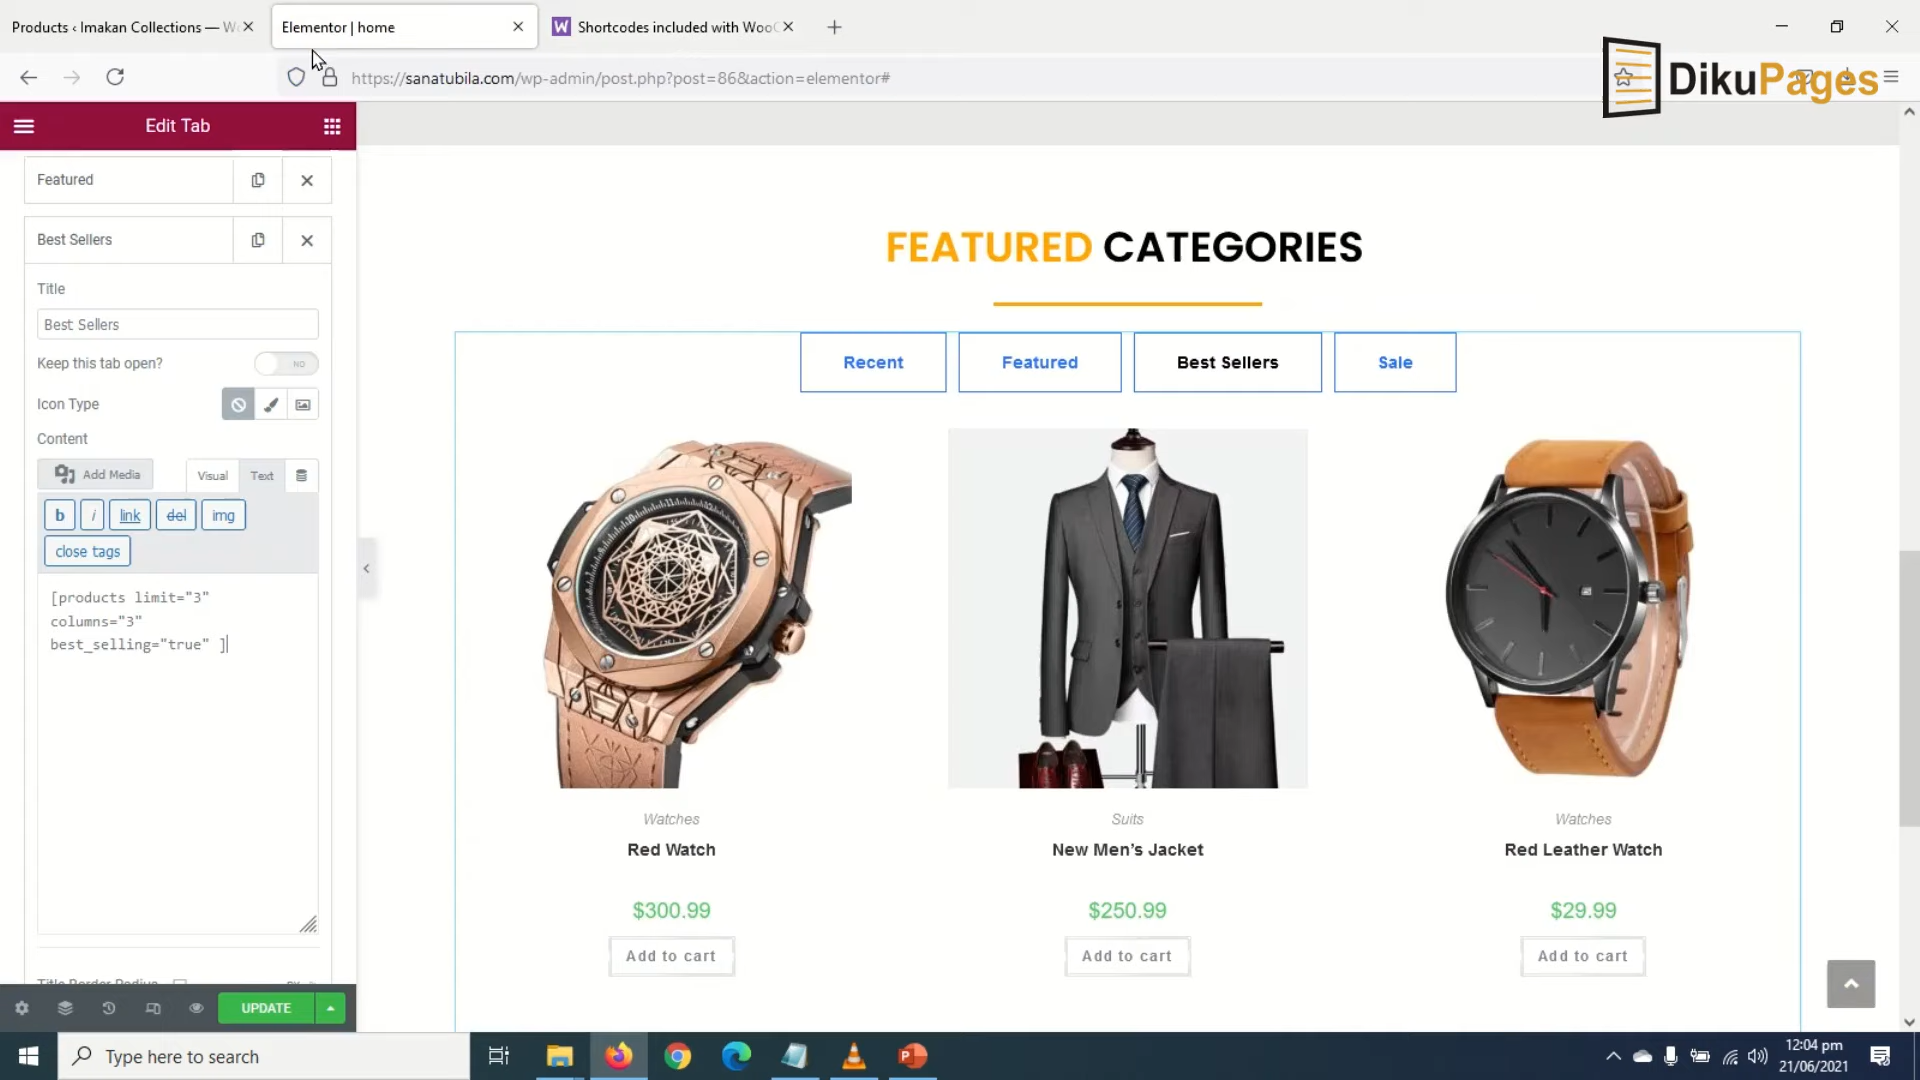 Products ‹ Imakan Collections — W
Elementor | home
Shortcodes included with WooC
https://sanatubila.com/wp-admin/post.php?post=86&action=elementor#
DikuPages
Edit Tab
Featured
Best Sellers
Title
Best Sellers
Keep this tab open?
NO
Icon Type
Content
Add Media
Visual
Text
b
i
link
del
img
close tags
[products limit="3"
columns="3"
best_selling="true" ]
UPDATE
FEATURED CATEGORIES
Recent
Featured
Best Sellers
Sale
Watches
Red Watch
$300.99
Add to cart
Suits
New Men’s Jacket
$250.99
Add to cart
Watches
Red Leather Watch
$29.99
Add to cart
Type here to search
12:04 pm
21/06/2021